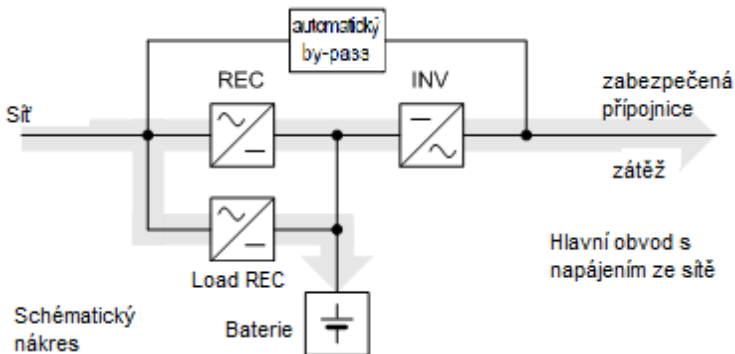 automatický
by-pass
REC
INV
zabezpečená
přípojnice
Síť
zátěž
Load REC
Hlavní obvod s
napájením ze sítě
Schématický
nákres
Baterie